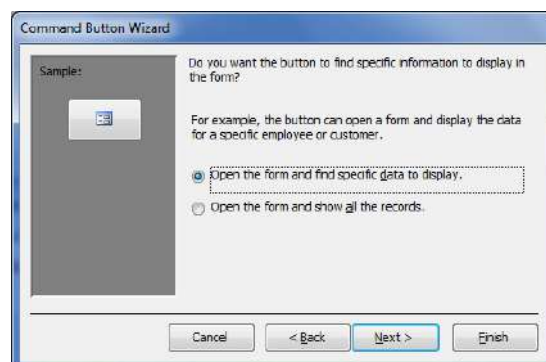 Command Button Wizard
Sample:
Do you want the button to find specific information to display in
the form?
For example, the button can open a form and display the data
for a specific employee or customer.
Open the form and find specific data to display.
Open the form and show all the records.
Cancel
< Back
Next >
Finish